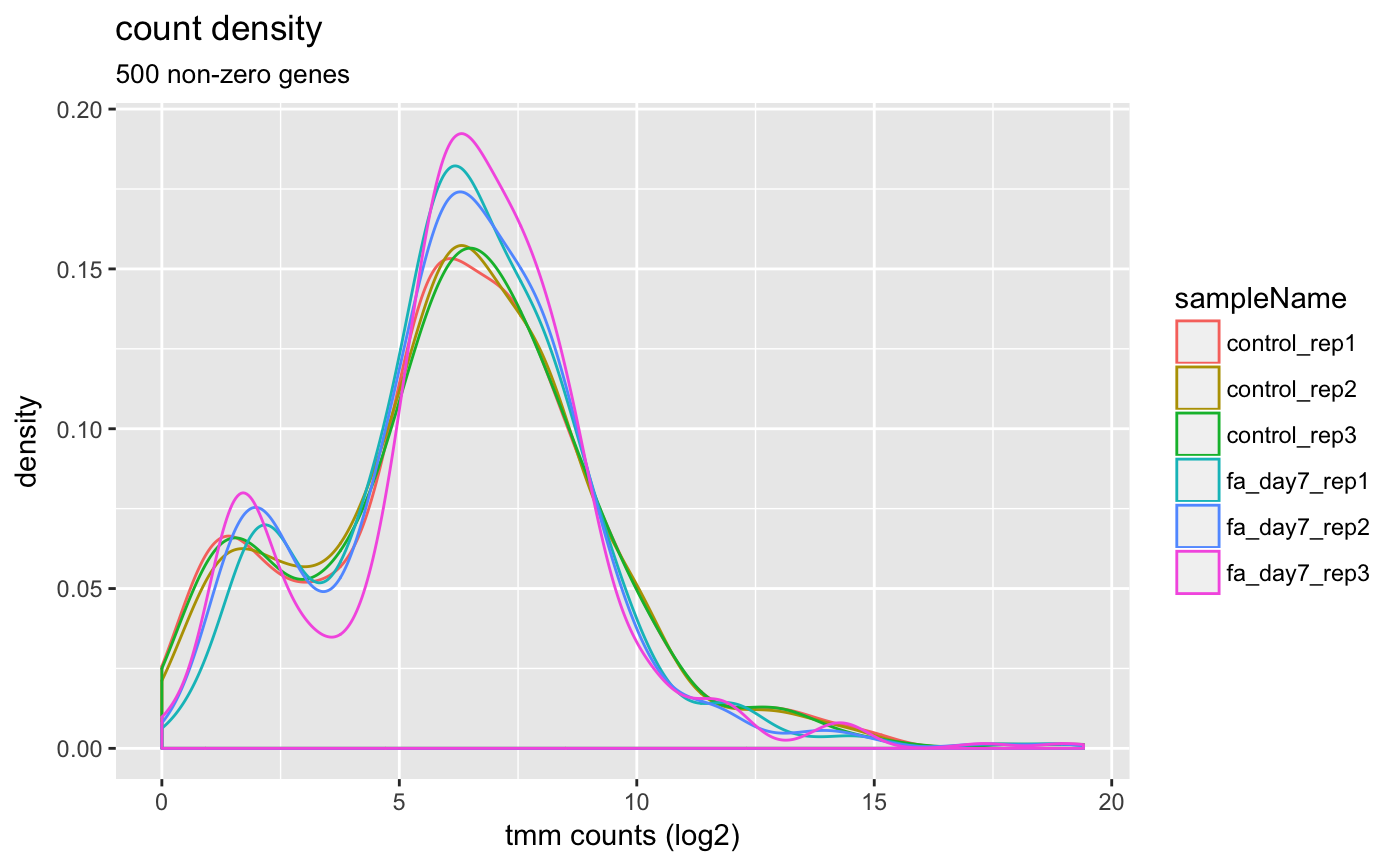 count density
500 non-zero genes
0.20
0.15
0.10
0.05
0.00
density
0 5 10 15 20
tmm counts (log2)
sampleName
control_rep1
control_rep2
control_rep3
fa_day7_rep1
fa_day7_rep2
fa_day7_rep3